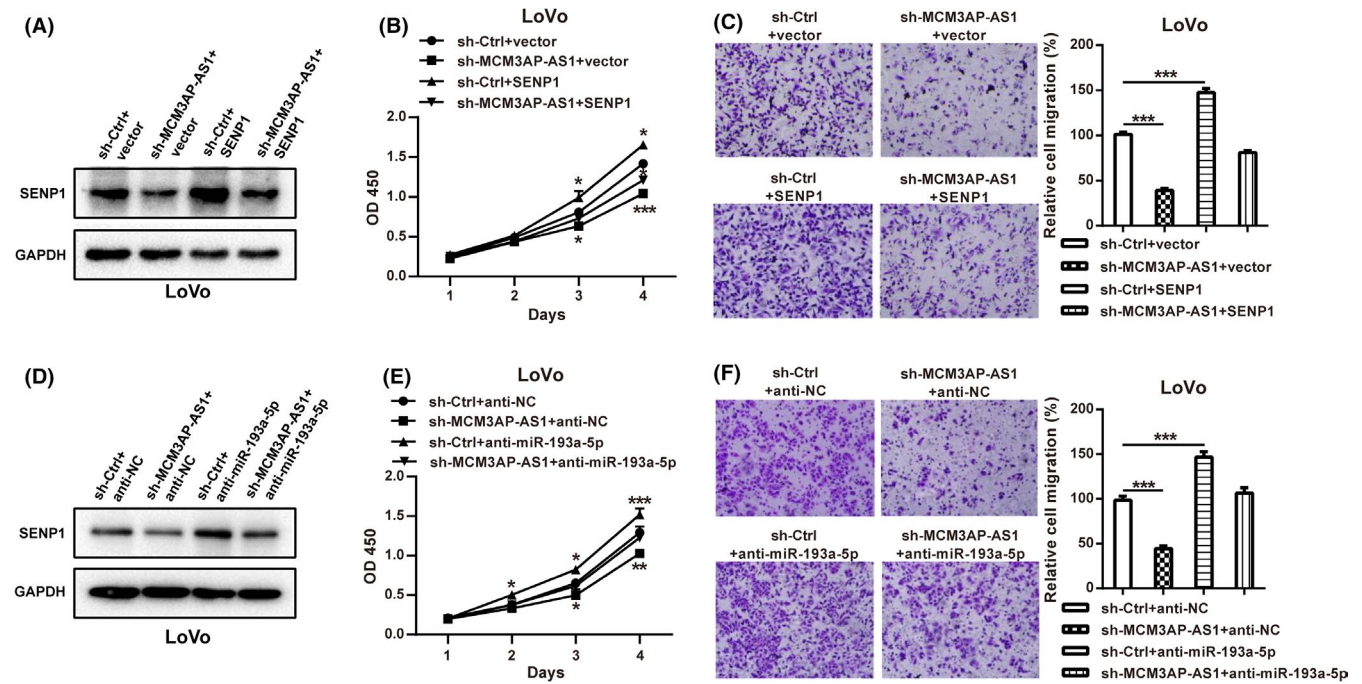 (A)
sh-Ctrl+
vector
sh-MCM3AP-AS1+
vector
sh-Ctrl+
SENP1
sh-MCM3AP-AS1+
SENP1
SENP1
GAPDH
LoVo
(B)
LoVo
sh-Ctrl+vector
sh-MCM3AP-AS1+vector
sh-Ctrl+SENP1
sh-MCM3AP-AS1+SENP1
OD 450
2.0
1.5
1.0
0.5
0.0
*
*
*
*
***
1 2 3 4
Days
(C)
sh-Ctrl
+vector
sh-MCM3AP-AS1
+vector
sh-Ctrl
+SENP1
sh-MCM3AP-AS1
+SENP1
LoVo
Relative cell migration (%)
200
150
100
50
0
***
***
sh-Ctrl+vector
sh-MCM3AP-AS1+vector
sh-Ctrl+SENP1
sh-MCM3AP-AS1+SENP1
(D)
sh-Ctrl+
anti-NC
sh-MCM3AP-AS1+
anti-NC
sh-Ctrl+
anti-miR-193a-5p
sh-MCM3AP-AS1+
anti-miR-193a-5p
SENP1
GAPDH
LoVo
(E)
LoVo
sh-Ctrl+anti-NC
sh-MCM3AP-AS1+anti-NC
sh-Ctrl+anti-miR-193a-5p
sh-MCM3AP-AS1+anti-miR-193a-5p
OD 450
2.0
1.5
1.0
0.5
0.0
*
*
*
***
**
1 2 3 4
Days
(F)
sh-Ctrl
+anti-NC
sh-MCM3AP-AS1
+anti-NC
sh-Ctrl
+anti-miR-193a-5p
sh-MCM3AP-AS1
+anti-miR-193a-5p
LoVo
Relative cell migration (%)
200
150
100
50
0
***
***
sh-Ctrl+anti-NC
sh-MCM3AP-AS1+anti-NC
sh-Ctrl+anti-miR-193a-5p
sh-MCM3AP-AS1+anti-miR-193a-5p